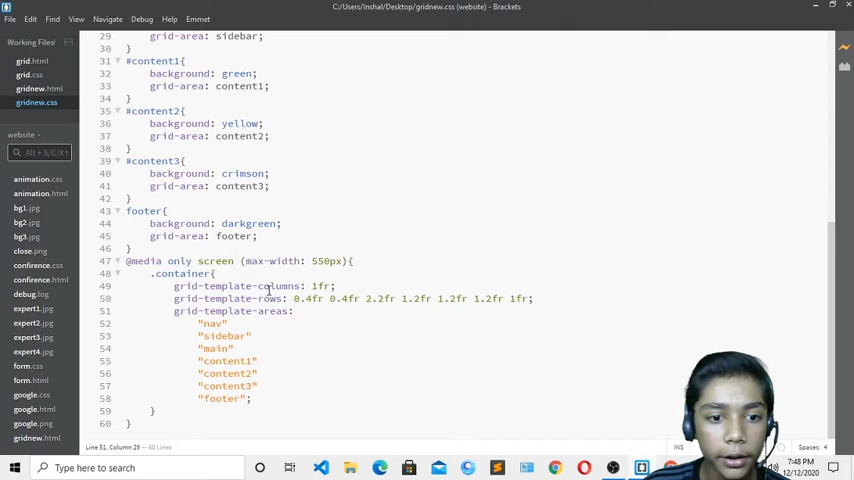 C:/Users/Inshal/Desktop/gridnew.css (website) - Brackets
File Edit Find View Navigate Debug Help Emmet
Working Files
grid.html
grid.css
gridnew.html
gridnew.css
website
Alt + S/C/X t
animation.css
animation.html
bg1.jpg
bg2.jpg
bg3.jpg
close.png
confirence.css
confirence.html
debug.log
expert1.jpg
expert2.jpg
expert3.jpg
expert4.jpg
form.css
form.html
google.css
google.html
google.png
gridnew.html
29 grid-area: sidebar;
30 }
31 #content1{
32 background: green;
33 grid-area: content1;
34 }
35 #content2{
36 background: yellow;
37 grid-area: content2;
38 }
39 #content3{
40 background: crimson;
41 grid-area: content3;
42 }
43 footer{
44 background: darkgreen;
45 grid-area: footer;
46 }
47 @media only screen (max-width: 550px){
48 .container{
49 grid-template-columns: 1fr;
50 grid-template-rows: 0.4fr 0.4fr 2.2fr 1.2fr 1.2fr 1.2fr 1fr;
51 grid-template-areas:
52 "nav"
53 "sidebar"
54 "main"
55 "content1"
56 "content2"
57 "content3"
58 "footer";
59 }
60 }
Line 51, Column 29 — 60 Lines
INS
Spaces: 4
Type here to search
7:48 PM
12/12/2020